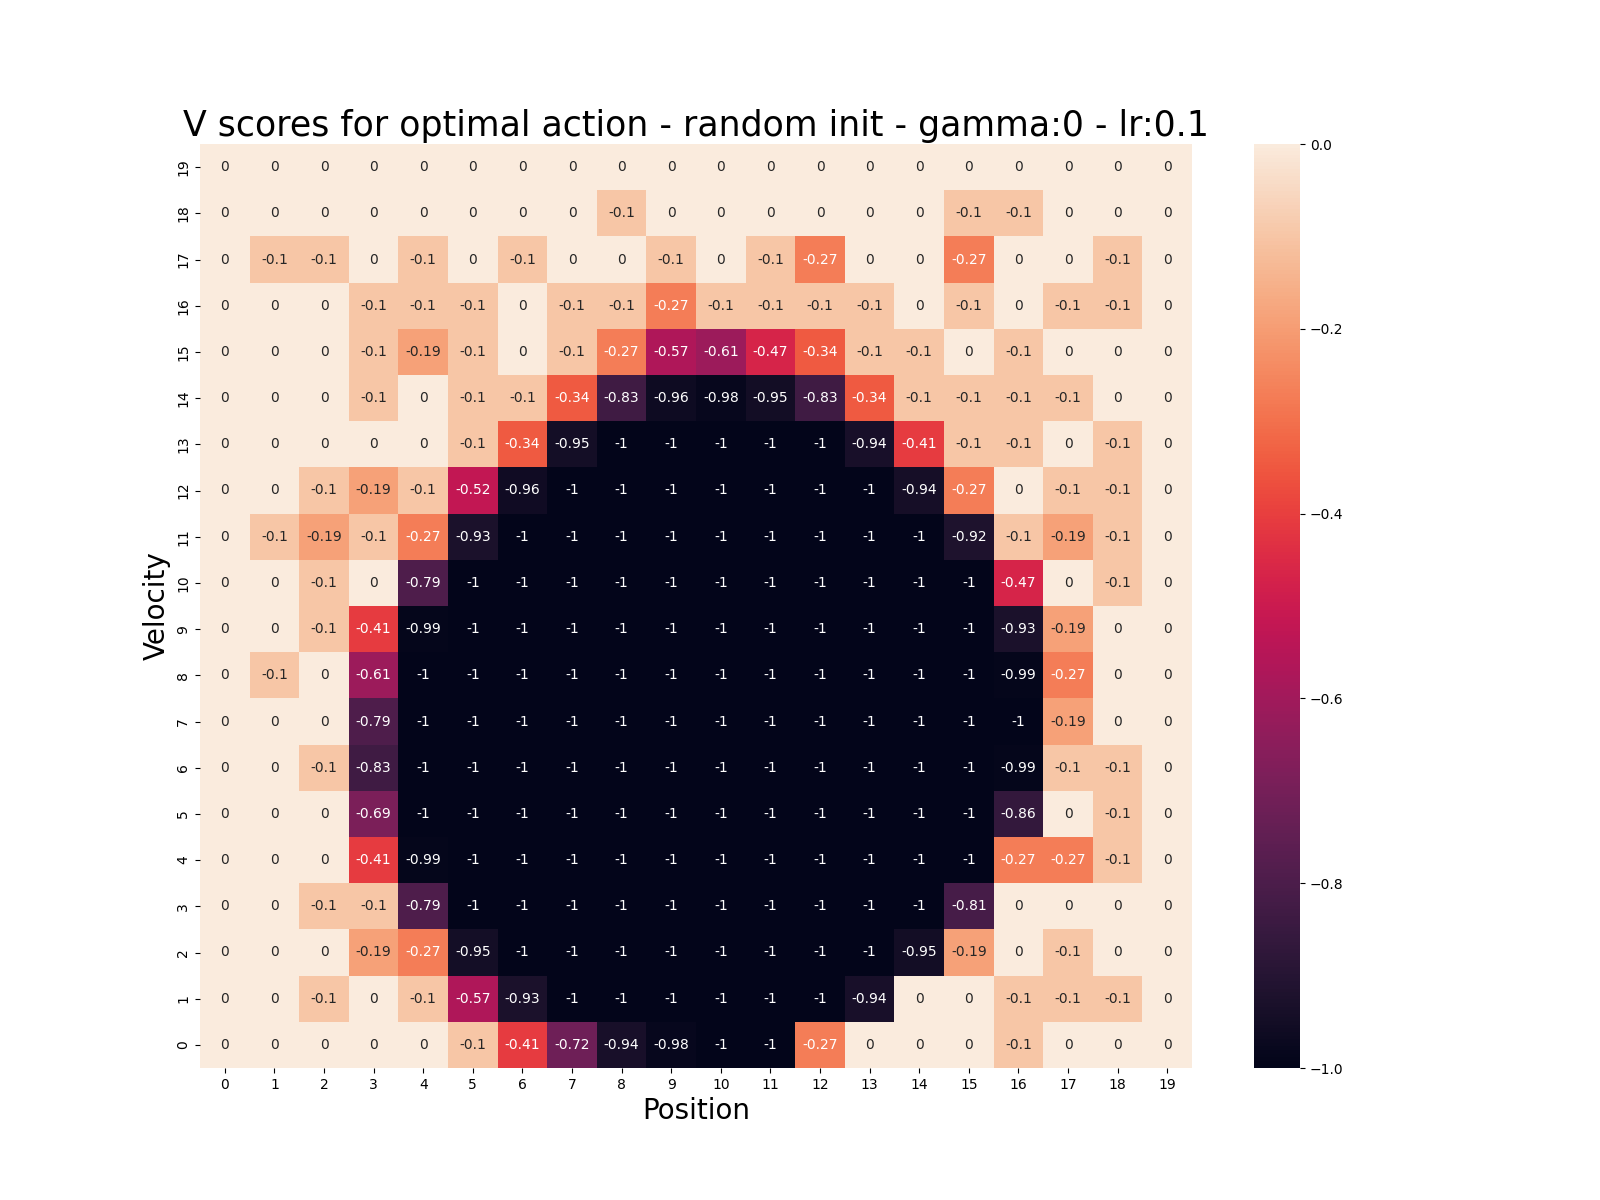 V scores for optimal action - random init - gamma:0 - lr:0.1
19 0 0 0 0 0 0 0 0 0 0 0 0 0 0 0 0 0 0 0 0
18 0 0 0 0 0 0 0 0 -0.1 0 0 0 0 0 0 -0.1 -0.1 0 0 0
17 0 -0.1 -0.1 0 -0.1 0 -0.1 0 0 -0.1 0 -0.1 -0.27 0 0 -0.27 0 0 -0.1 0
16 0 0 0 -0.1 -0.1 -0.1 0 -0.1 -0.1 -0.27 -0.1 -0.1 -0.1 -0.1 0 -0.1 0 -0.1 -0.1 0
15 0 0 0 -0.1 -0.19 -0.1 0 -0.1 -0.27 -0.57 -0.61 -0.47 -0.34 -0.1 -0.1 0 -0.1 0 0 0
14 0 0 0 -0.1 0 -0.1 -0.1 -0.34 -0.83 -0.96 -0.98 -0.95 -0.83 -0.34 -0.1 -0.1 -0.1 -0.1 0 0
13 0 0 0 0 0 -0.1 -0.34 -0.95 -1 -1 -1 -1 -1 -0.94 -0.41 -0.1 -0.1 0 -0.1 0
12 0 0 -0.1 -0.19 -0.1 -0.52 -0.96 -1 -1 -1 -1 -1 -1 -1 -0.94 -0.27 0 -0.1 -0.1 0
11 0 -0.1 -0.19 -0.1 -0.27 -0.93 -1 -1 -1 -1 -1 -1 -1 -1 -1 -0.92 -0.1 -0.19 -0.1 0
10 0 0 -0.1 0 -0.79 -1 -1 -1 -1 -1 -1 -1 -1 -1 -1 -1 -0.47 0 -0.1 0
9 0 0 -0.1 -0.41 -0.99 -1 -1 -1 -1 -1 -1 -1 -1 -1 -1 -1 -0.93 -0.19 0 0
8 0 -0.1 0 -0.61 -1 -1 -1 -1 -1 -1 -1 -1 -1 -1 -1 -1 -0.99 -0.27 0 0
7 0 0 0 -0.79 -1 -1 -1 -1 -1 -1 -1 -1 -1 -1 -1 -1 -1 -0.19 0 0
6 0 0 -0.1 -0.83 -1 -1 -1 -1 -1 -1 -1 -1 -1 -1 -1 -1 -0.99 -0.1 -0.1 0
5 0 0 0 -0.69 -1 -1 -1 -1 -1 -1 -1 -1 -1 -1 -1 -1 -0.86 0 -0.1 0
4 0 0 0 -0.41 -0.99 -1 -1 -1 -1 -1 -1 -1 -1 -1 -1 -1 -0.27 -0.27 -0.1 0
3 0 0 -0.1 -0.1 -0.79 -1 -1 -1 -1 -1 -1 -1 -1 -1 -1 -0.81 0 0 0 0
2 0 0 0 -0.19 -0.27 -0.95 -1 -1 -1 -1 -1 -1 -1 -1 -0.95 -0.19 0 -0.1 0 0
1 0 0 -0.1 0 -0.1 -0.57 -0.93 -1 -1 -1 -1 -1 -1 -0.94 0 0 -0.1 -0.1 -0.1 0
0 0 0 0 0 0 -0.1 -0.41 -0.72 -0.94 -0.98 -1 -1 -0.27 0 0 0 -0.1 0 0 0
0 1 2 3 4 5 6 7 8 9 10 11 12 13 14 15 16 17 18 19
Position
Velocity
0.0
−0.2
−0.4
−0.6
−0.8
−1.0